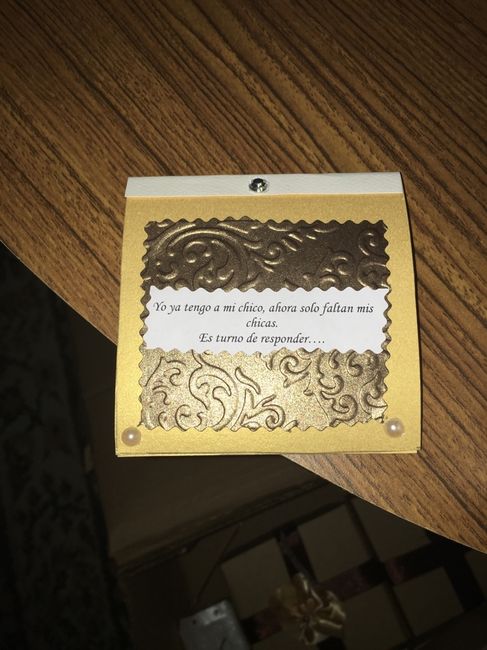 Yo ya tengo a mi chico, ahora solo faltan mis
chicas.
Es turno de responder….